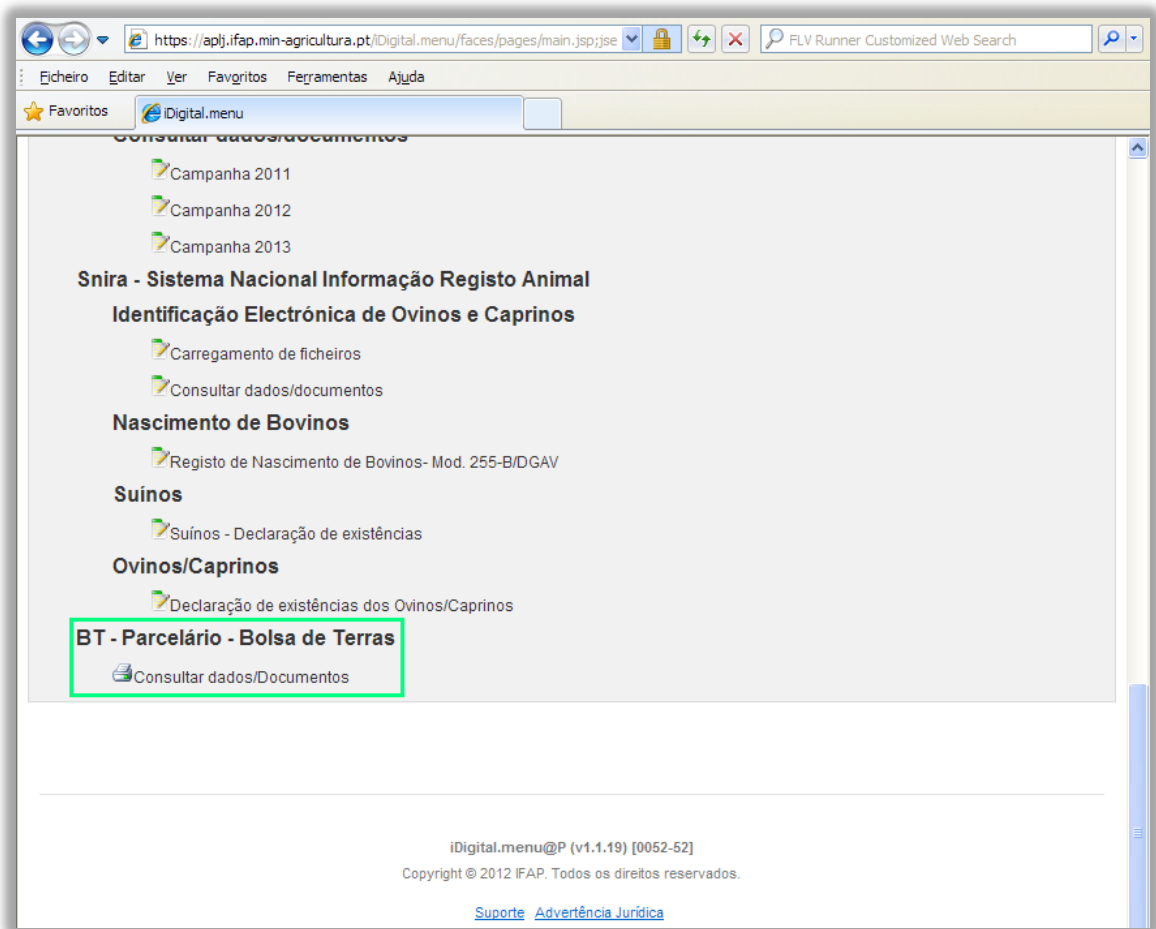 https://aplj.ifap.min-agricultura.pt/iDigital.menu/faces/pages/main.jsp;jse
FLV Runner Customized Web Search
Ficheiro Editar Ver Favoritos Ferramentas Ajuda
Favoritos iDigital.menu
Consultar dados/documentos
Campanha 2011
Campanha 2012
Campanha 2013
Snira - Sistema Nacional Informação Registo Animal
Identificação Electrónica de Ovinos e Caprinos
Carregamento de ficheiros
Consultar dados/documentos
Nascimento de Bovinos
Registo de Nascimento de Bovinos- Mod. 255-B/DGAV
Suínos
Suínos - Declaração de existências
Ovinos/Caprinos
Declaração de existências dos Ovinos/Caprinos
BT - Parcelário - Bolsa de Terras
Consultar dados/Documentos
iDigital.menu@P (v1.1.19) [0052-52]
Copyright © 2012 IFAP. Todos os direitos reservados.
Suporte Advertência Jurídica